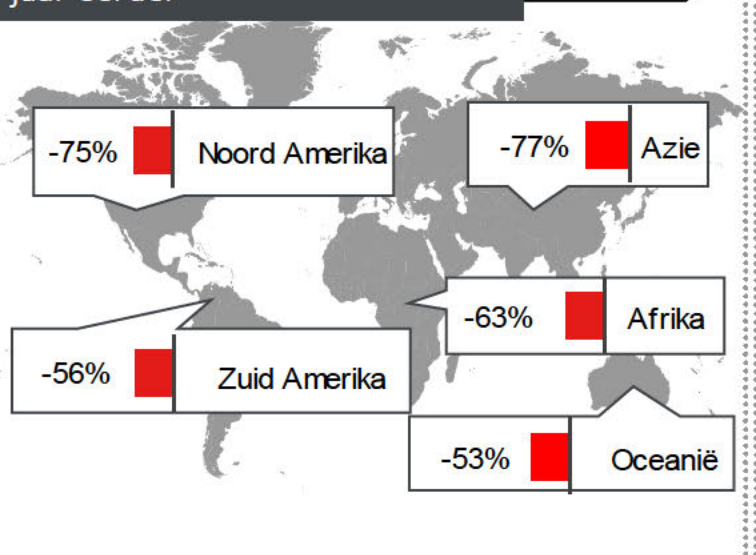 -75% Noord Amerika
-77% Azie
-63% Afrika
-56% Zuid Amerika
-53% Oceanië